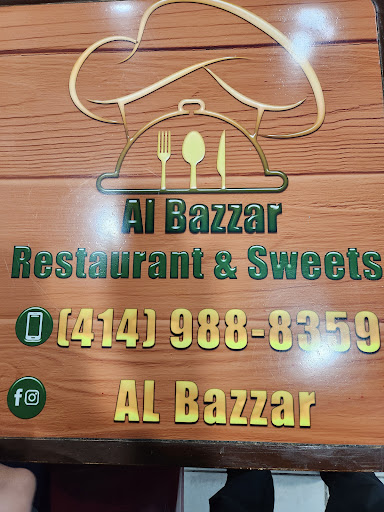 Al Bazzar
Restaurant & Sweets
(414) 988-8359
AL Bazzar